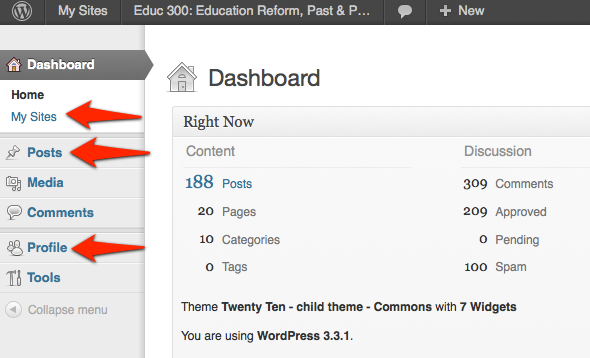 My Sites Educ 300: Education Reform, Past & P… + New
Dashboard
Home
My Sites
Posts
Media
Comments
Profile
Tools
Collapse menu
Dashboard
Right Now
Content
188 Posts
20 Pages
10 Categories
0 Tags
Discussion
309 Comments
209 Approved
0 Pending
100 Spam
Theme Twenty Ten - child theme - Commons with 7 Widgets
You are using WordPress 3.3.1.